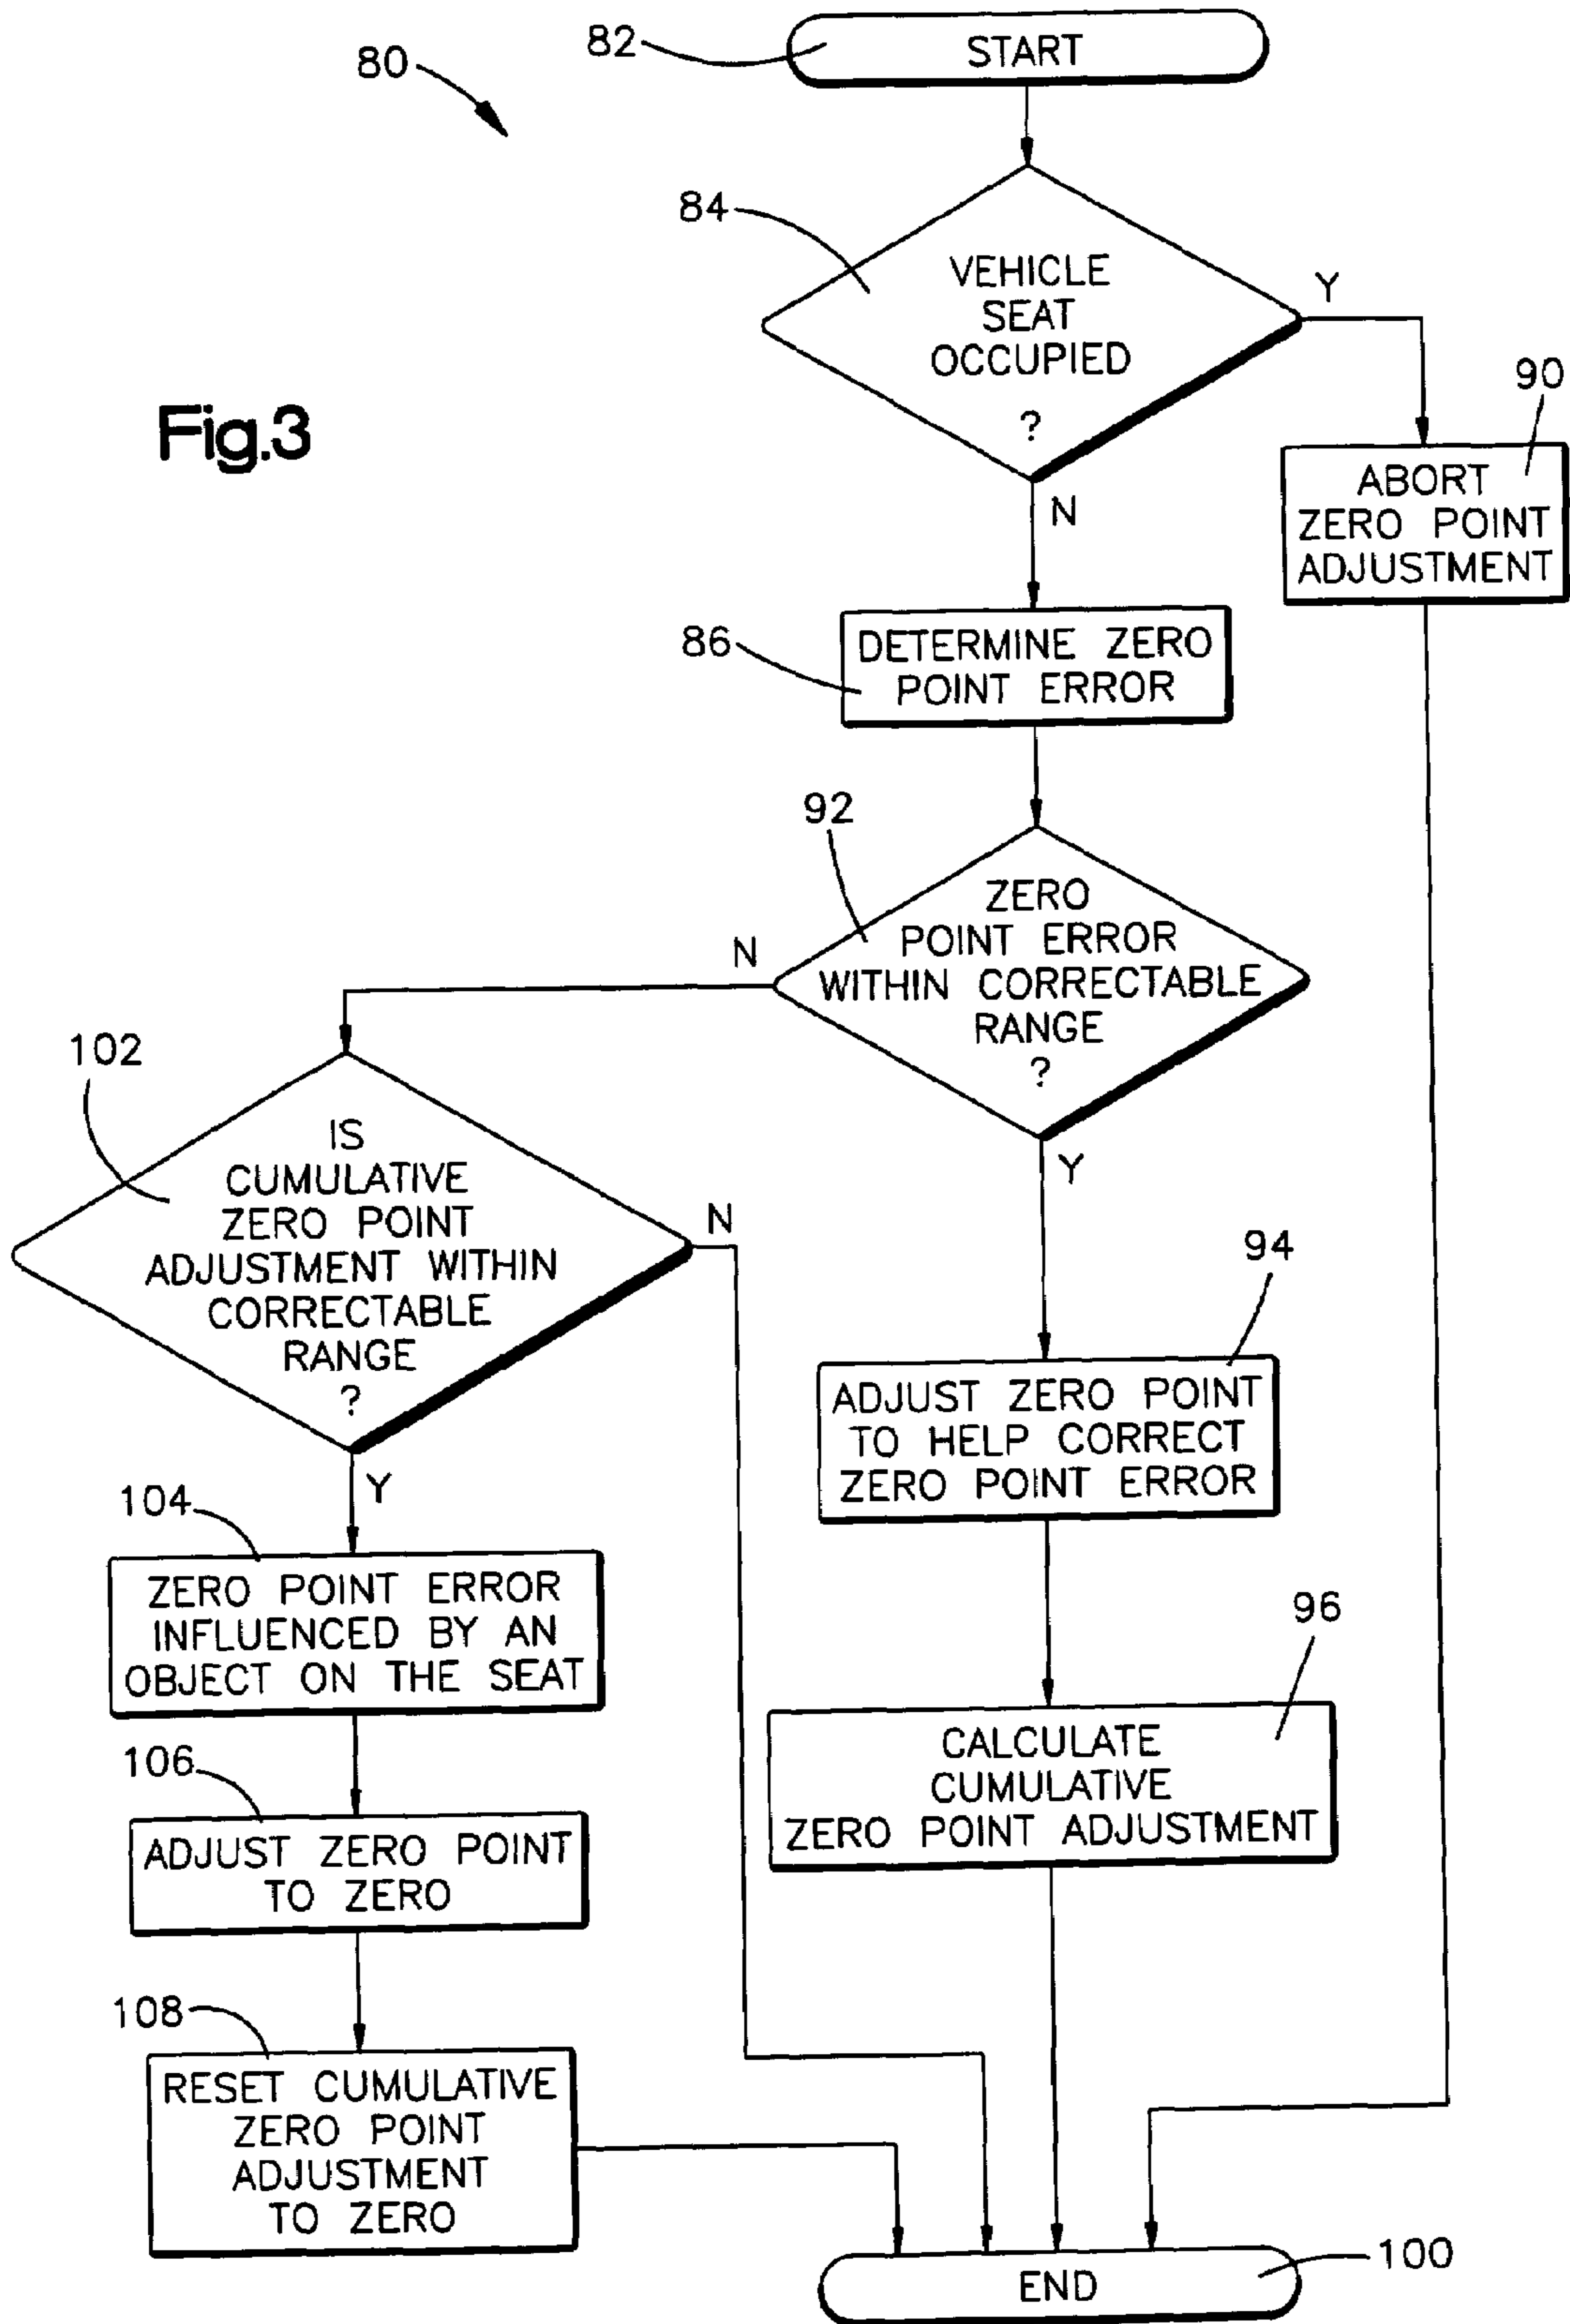 82
START
80
84
VEHICLE
SEAT
OCCUPIED
?
Y
N
90
ABORT
ZERO POINT
ADJUSTMENT
Fig.3
86
DETERMINE ZERO
POINT ERROR
92
ZERO
POINT ERROR
WITHIN CORRECTABLE
RANGE
?
N
Y
102
IS
CUMULATIVE
ZERO POINT
ADJUSTMENT WITHIN
CORRECTABLE
RANGE
?
N
Y
94
ADJUST ZERO POINT
TO HELP CORRECT
ZERO POINT ERROR
104
ZERO POINT ERROR
INFLUENCED BY AN
OBJECT ON THE SEAT
96
CALCULATE
CUMULATIVE
ZERO POINT ADJUSTMENT
106
ADJUST ZERO POINT
TO ZERO
108
RESET CUMULATIVE
ZERO POINT
ADJUSTMENT
TO ZERO
END
100